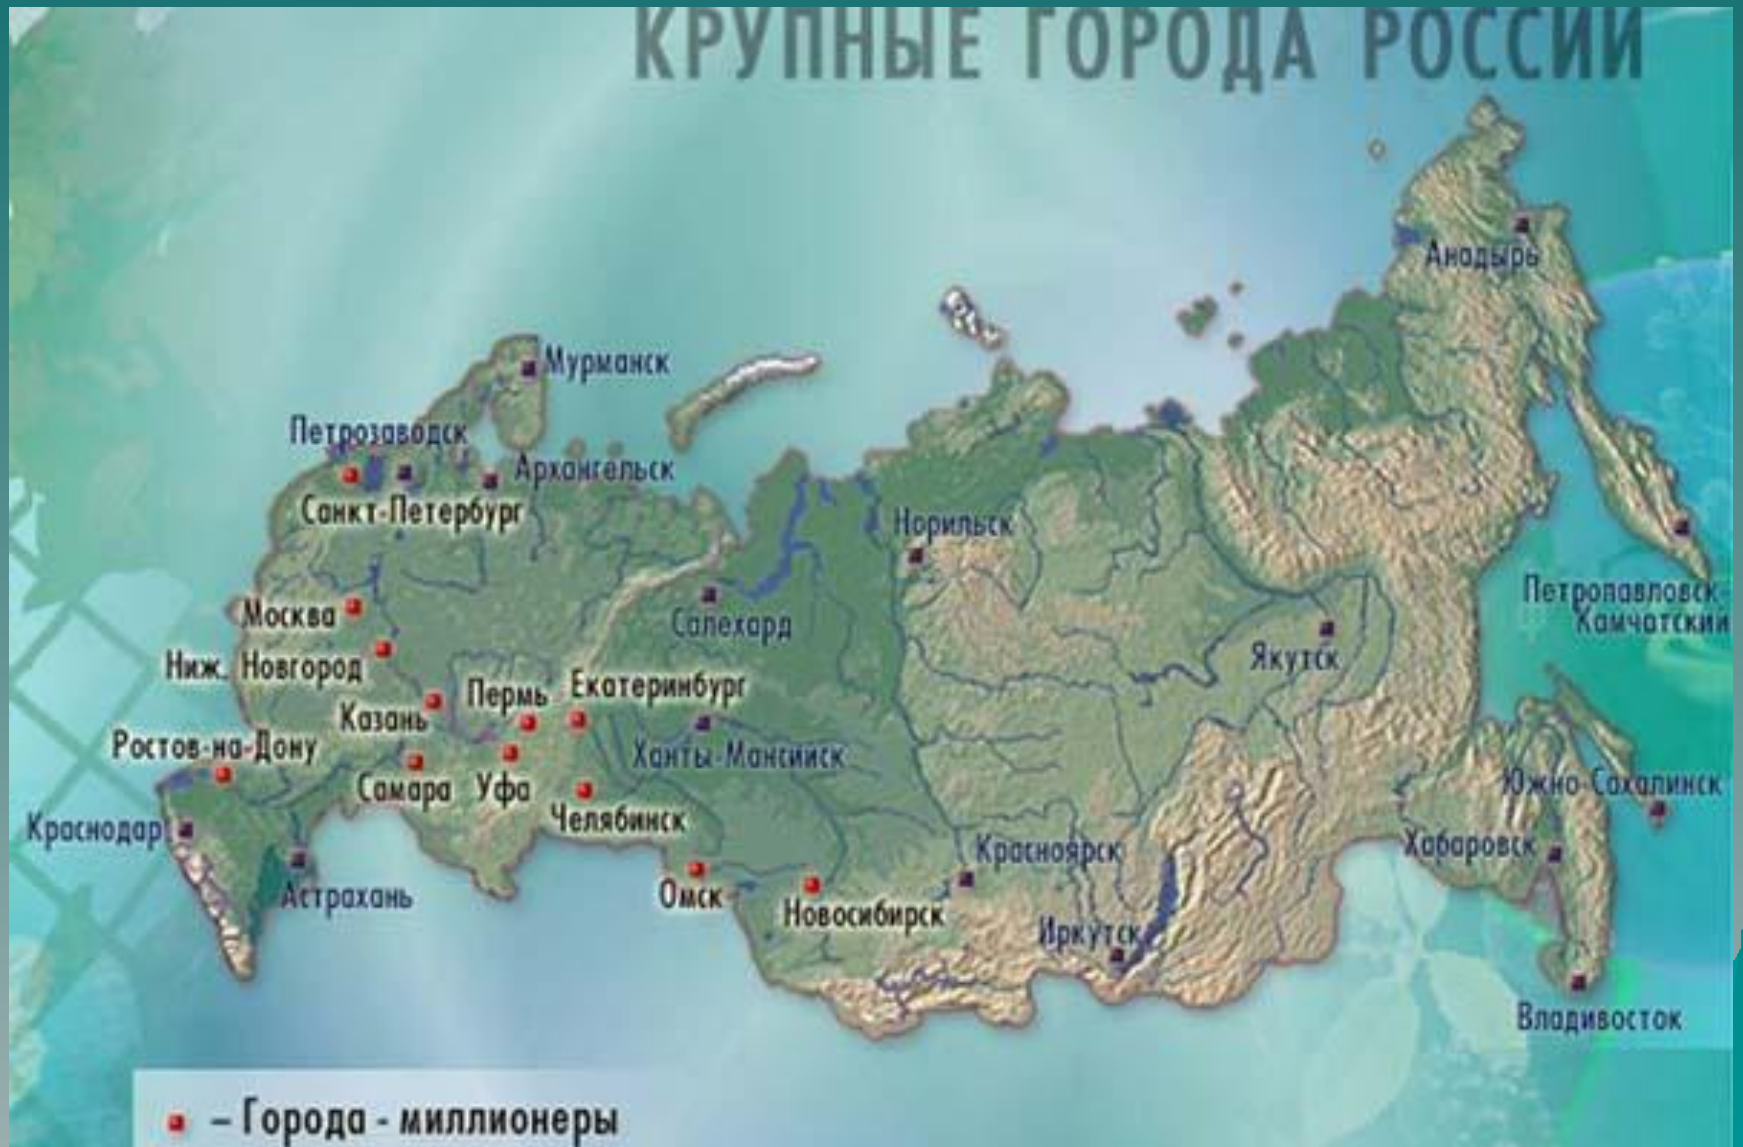 КРУПНЫЕ ГОРОДА РОССИИ
Анадырь
Мурманск
Петрозаводск
Архангельск
Санкт-Петербург
Норильск
Петропавловск-
Камчатский
Москва
Салехард
Якутск
Ниж. Новгород
Пермь
Екатеринбург
Казань
Ростов-на-Дону
Ханты-Мансийск
Самара
Уфа
Южно-Сахалинск
Челябинск
Краснодар
Красноярск
Хабаровск
Астрахань
Омск
Новосибирск
Иркутск
Владивосток
– Города - миллионеры